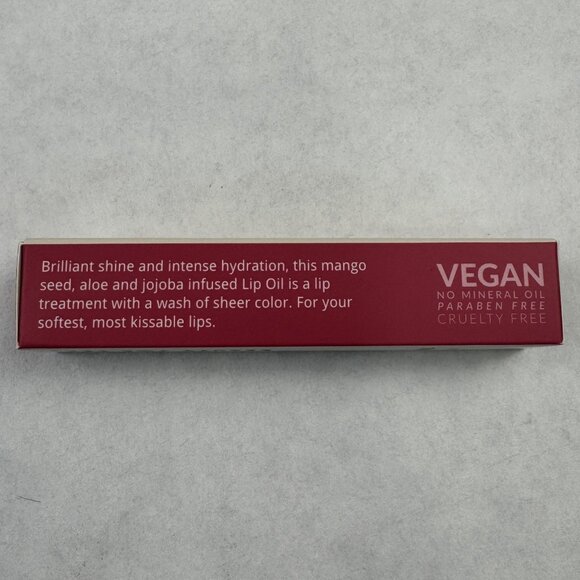 Brilliant shine and intense hydration, this mango
seed, aloe and jojoba infused Lip Oil is a lip
treatment with a wash of sheer color. For your
softest, most kissable lips.
VEGAN
NO MINERAL OIL
PARABEN FREE
CRUELTY FREE